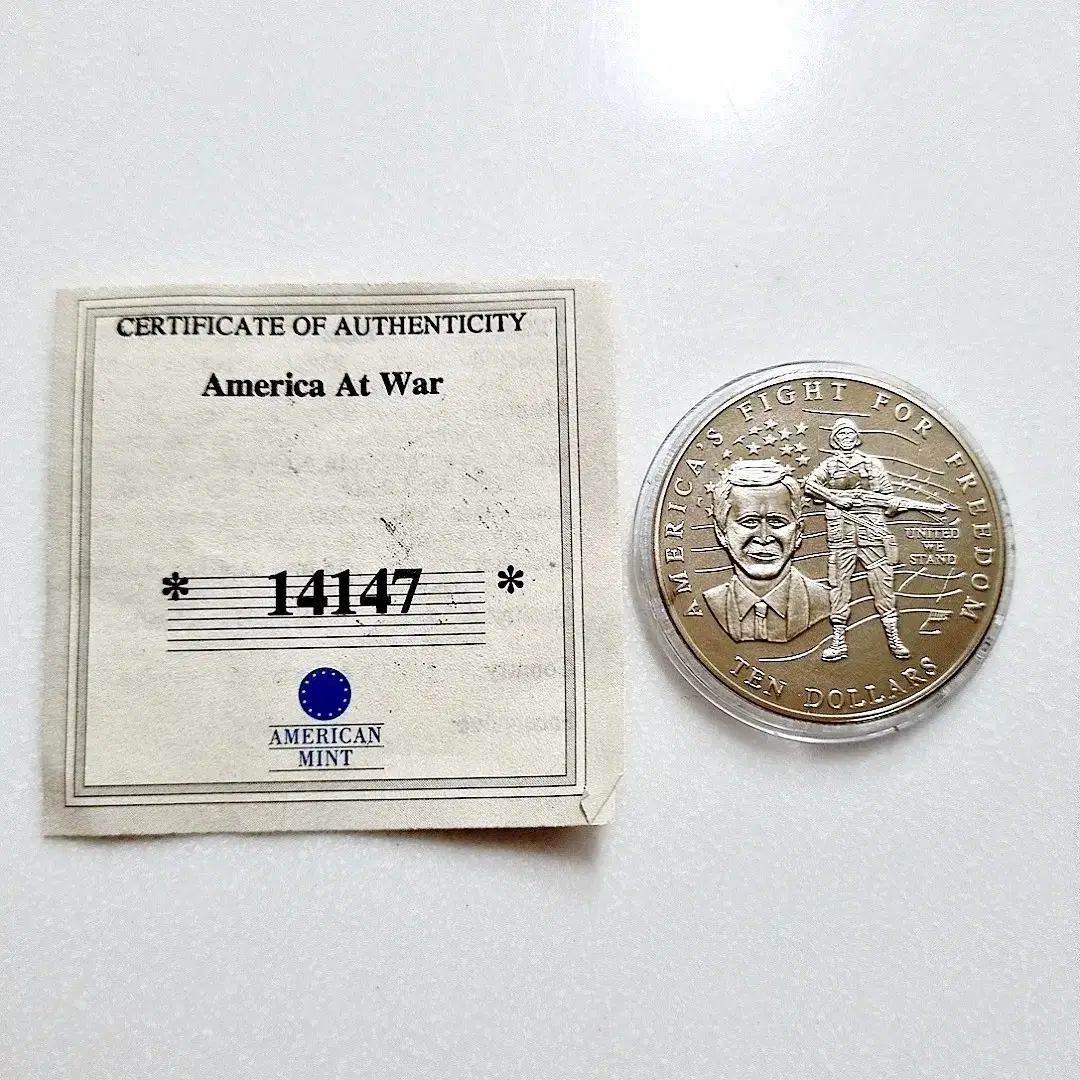 CERTIFICATE OF AUTHENTICITY
America At War
* 14147 *
AMERICAN
MINT
AMERICA'S FIGHT FOR FREEDOM
UNITED
WE
STAND
TEN DOLLARS